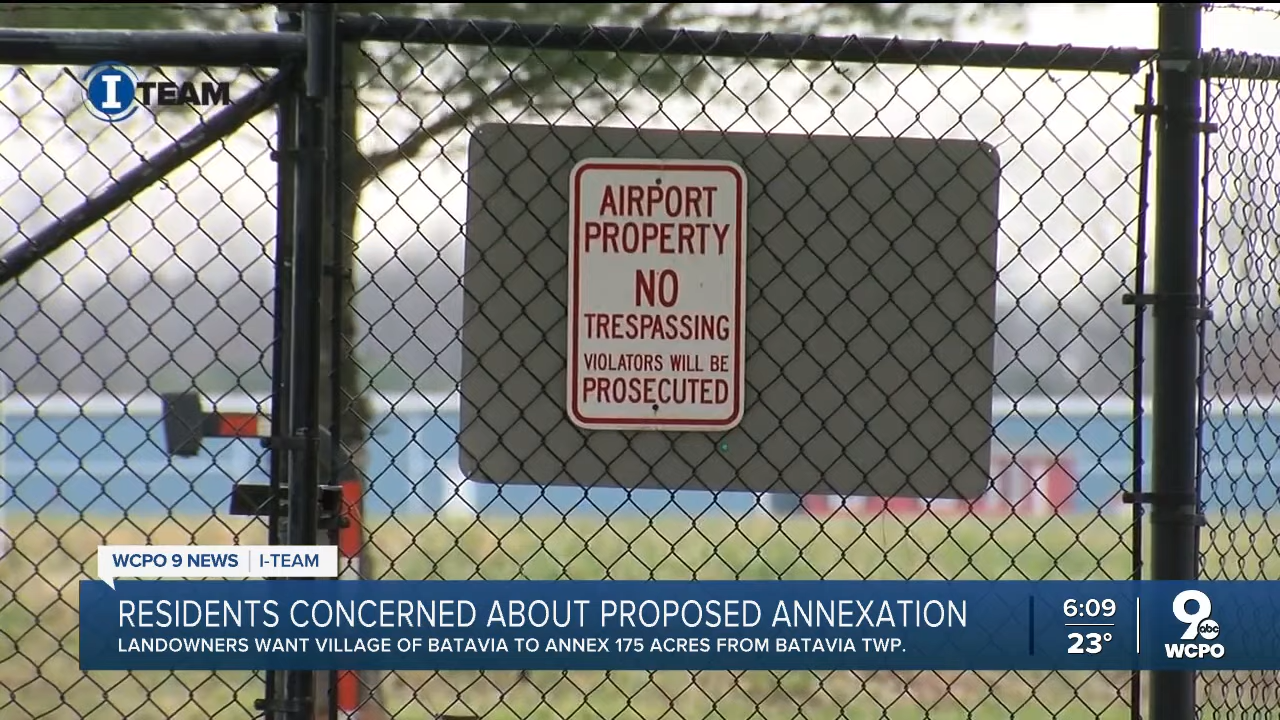 I TEAM
AIRPORT
PROPERTY
NO
TRESPASSING
VIOLATORS WILL BE
PROSECUTED
WCPO 9 NEWS | I-TEAM
RESIDENTS CONCERNED ABOUT PROPOSED ANNEXATION
LANDOWNERS WANT VILLAGE OF BATAVIA TO ANNEX 175 ACRES FROM BATAVIA TWP.
6:09
23°
9
abc
WCPO